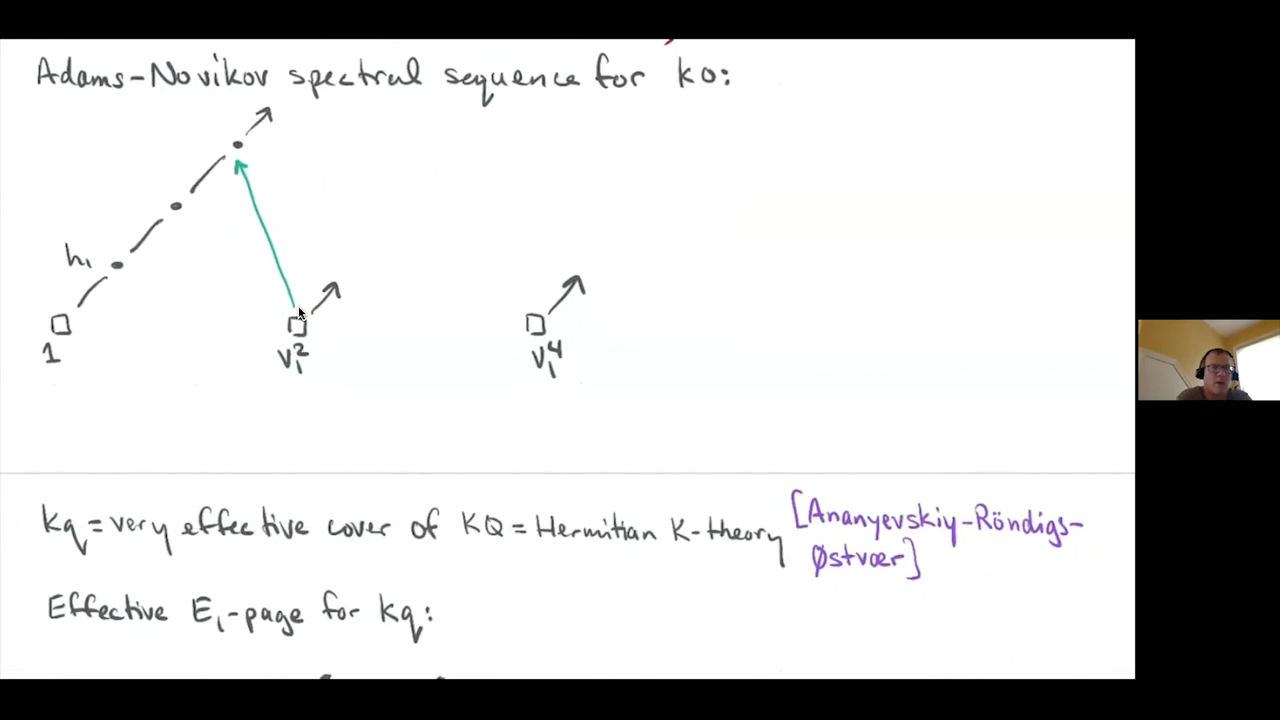 Adams-Novikov spectral sequence for ko:
h₁
1
v₁²
v₁⁴
kq = very effective cover of KQ = Hermitian K-theory [Ananyevskiy-Röndigs-
Østvær]
Effective E₁-page for kq: